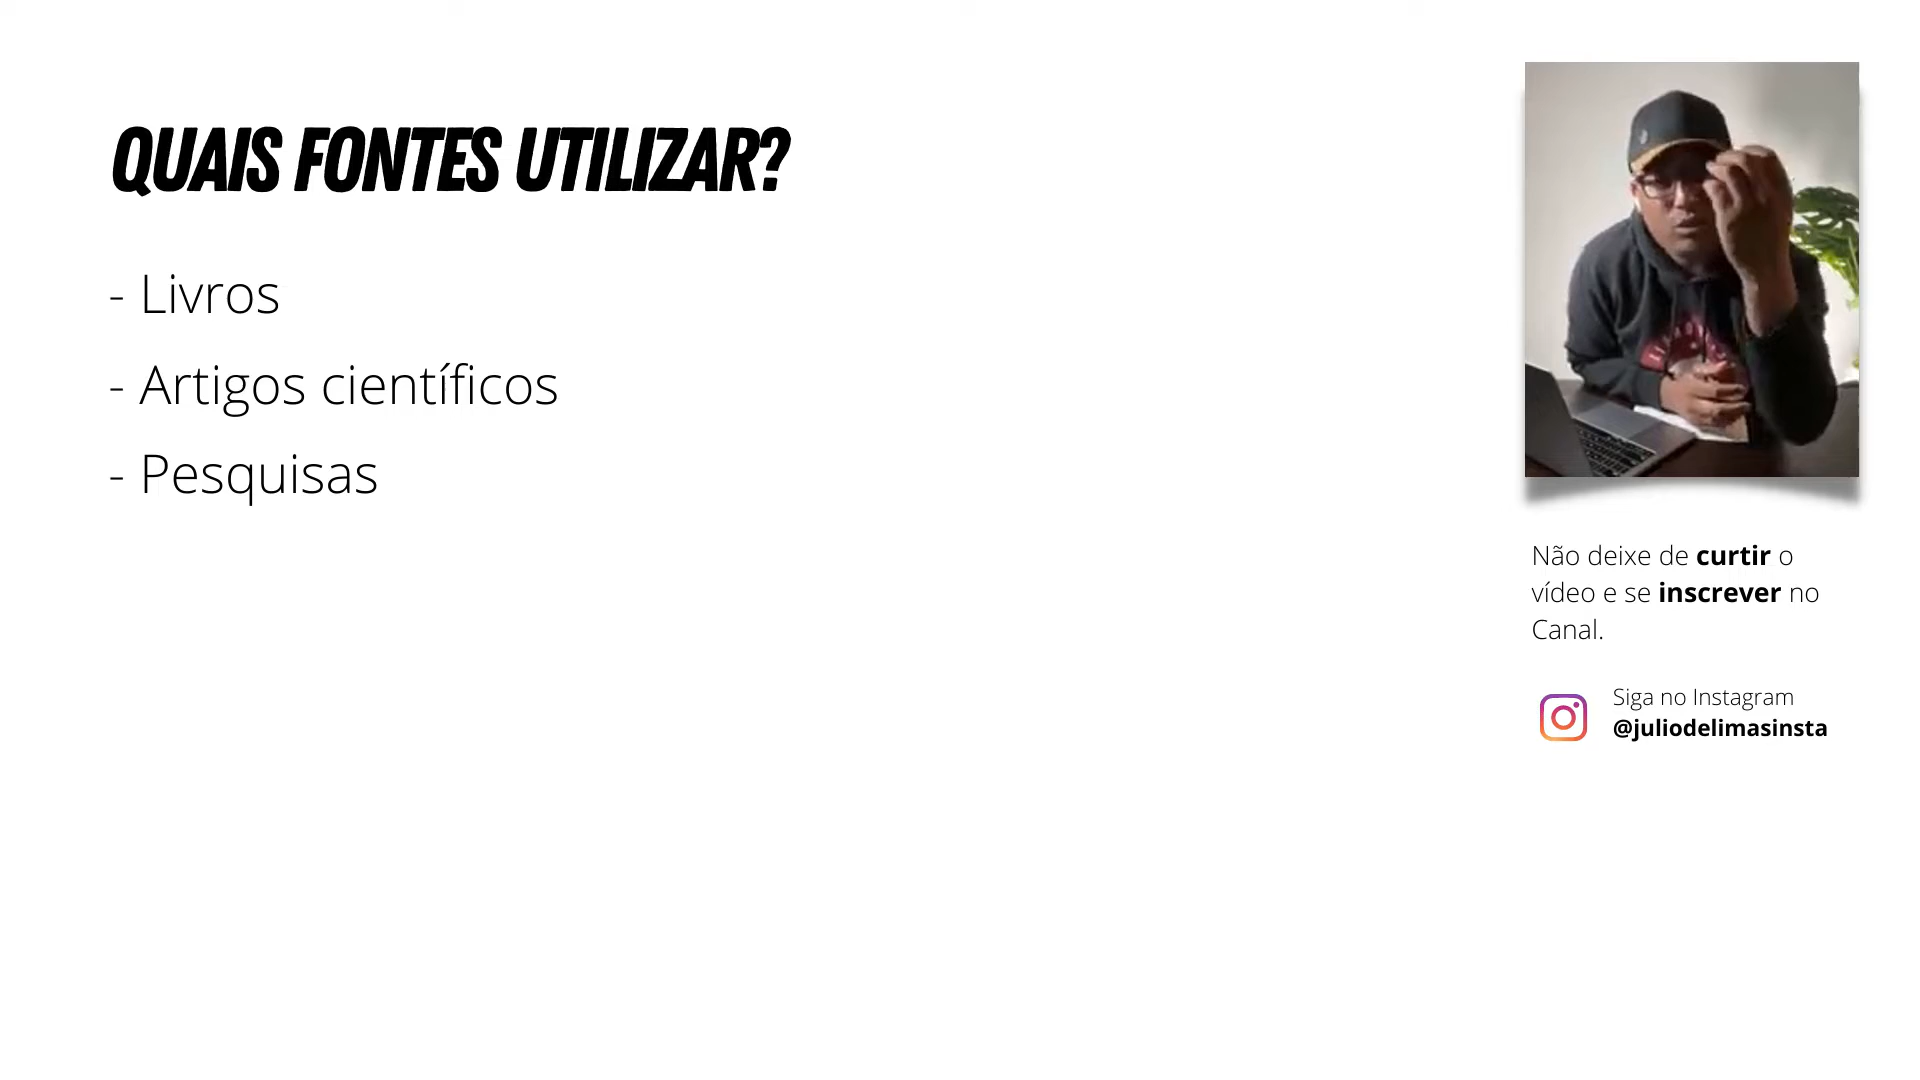 QUAIS FONTES UTILIZAR?
- Livros
- Artigos científicos
- Pesquisas
Não deixe de curtir o
vídeo e se inscrever no
Canal.
Siga no Instagram
@juliodelimasinsta